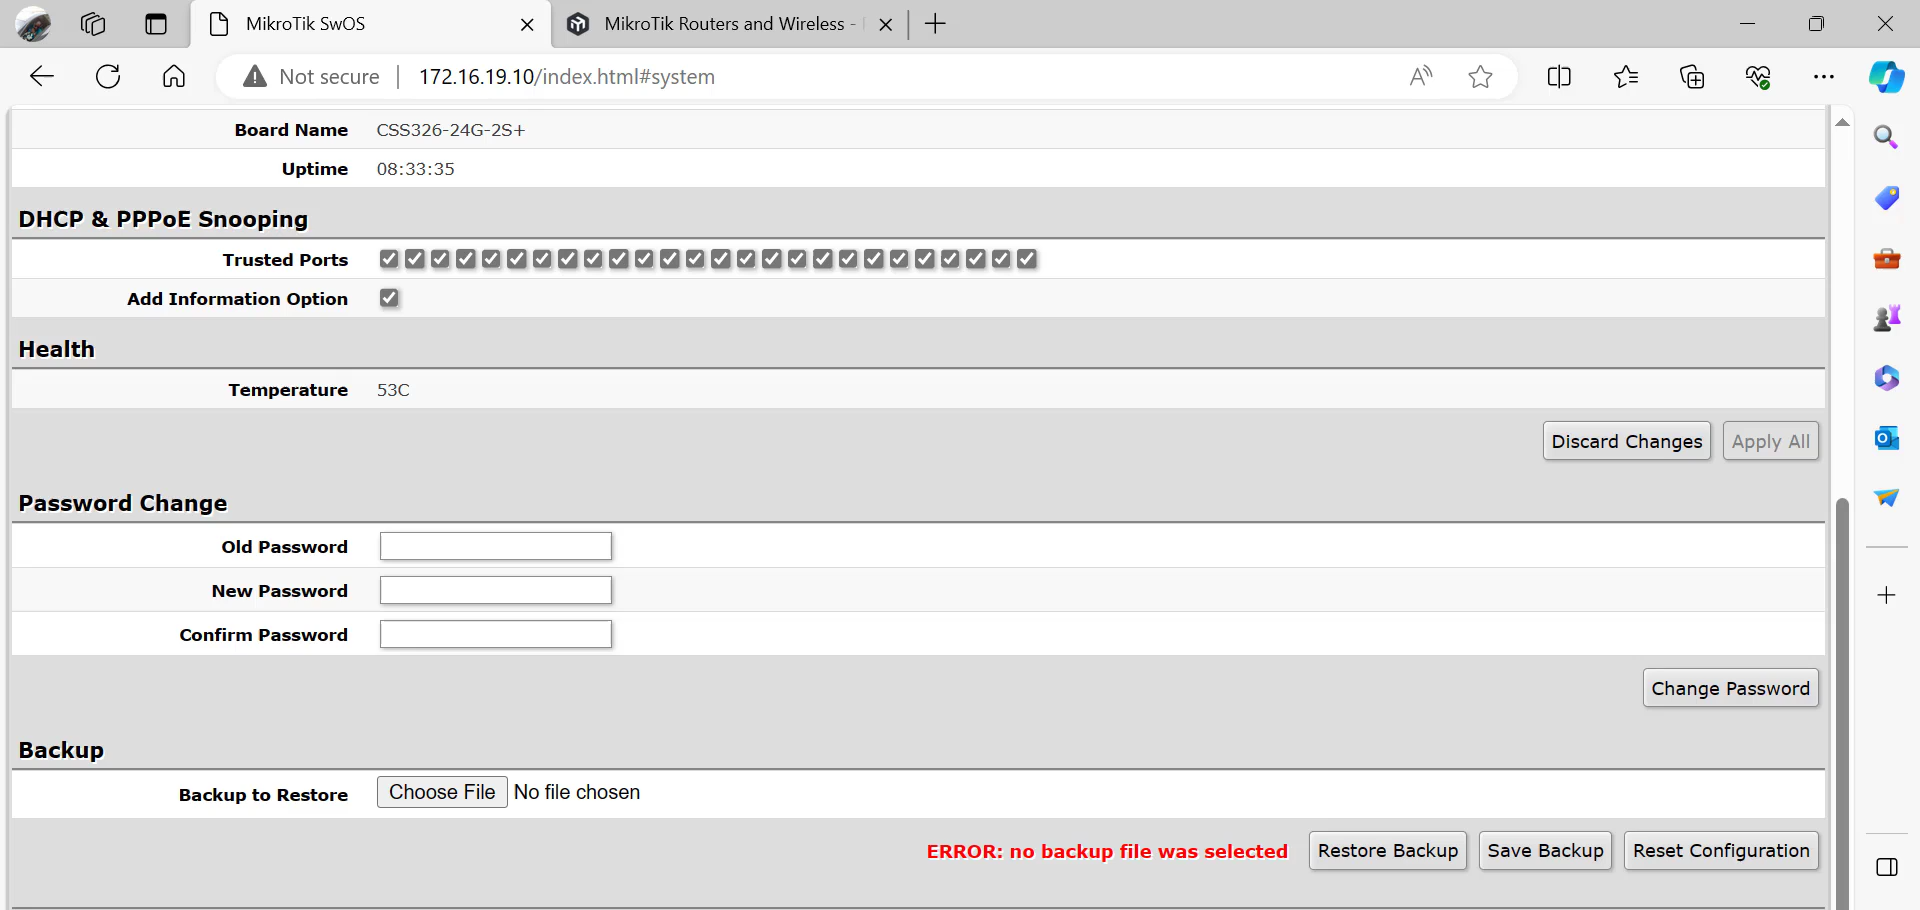 MikroTik SwOS
MikroTik Routers and Wireless -
Not secure
172.16.19.10/index.html#system
Board Name CSS326-24G-2S+
Uptime 08:33:35
DHCP & PPPoE Snooping
Trusted Ports
Add Information Option
Health
Temperature 53C
Discard Changes Apply All
Password Change
Old Password
New Password
Confirm Password
Change Password
Backup
Backup to Restore Choose File No file chosen
ERROR: no backup file was selected Restore Backup Save Backup Reset Configuration